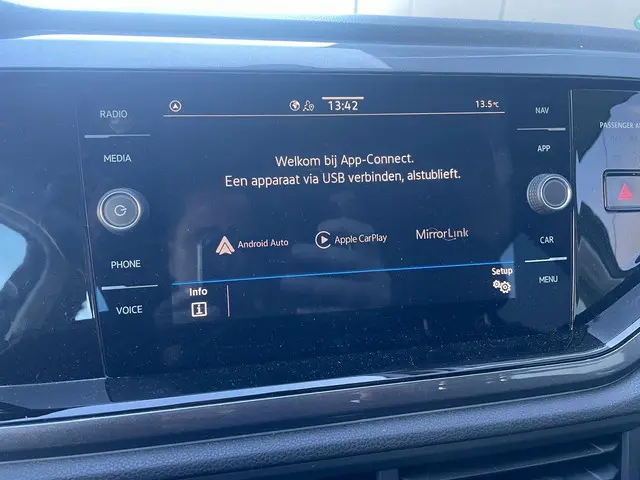 RADIO
MEDIA
PHONE
VOICE
13:42
13.5°C
Welkom bij App-Connect.
Een apparaat via USB verbinden, alstublieft.
Android Auto
Apple CarPlay
MirrorLink
Info
Setup
NAV
APP
CAR
MENU
PASSENGER